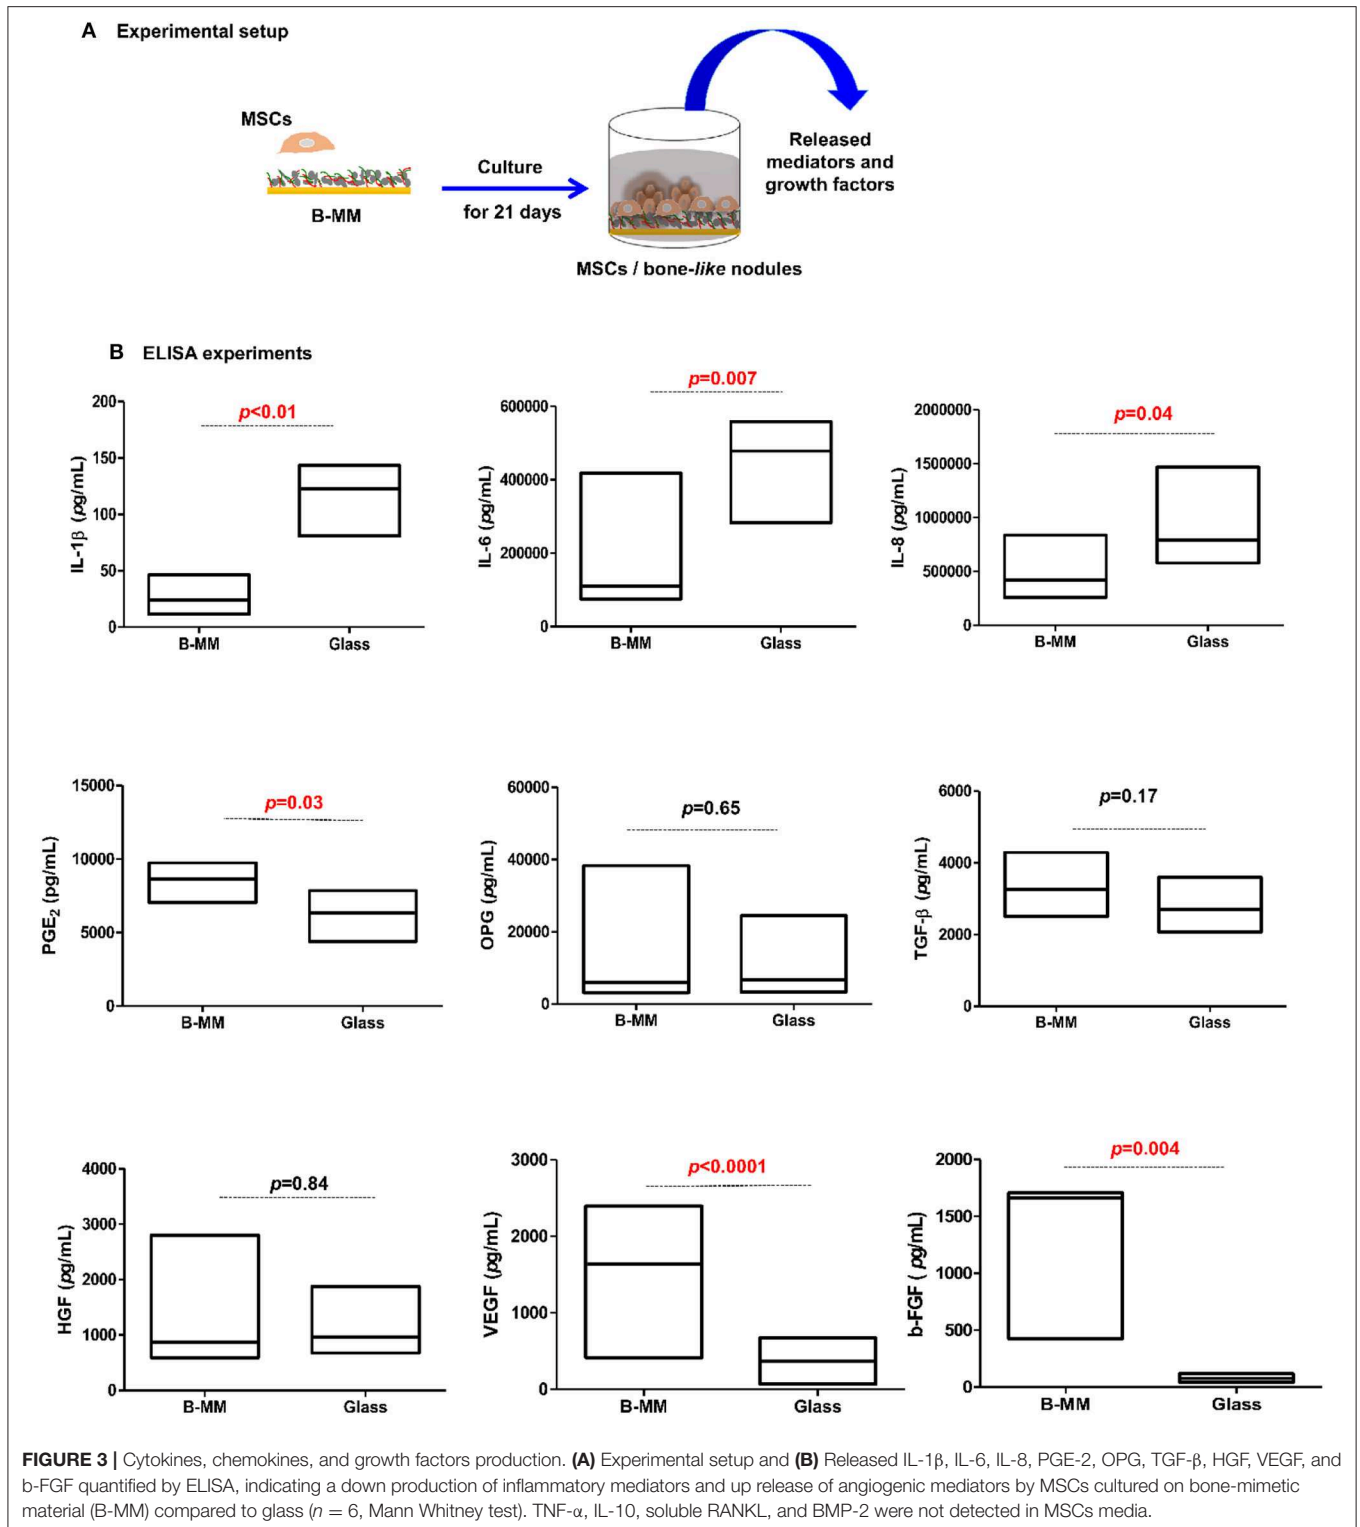 A Experimental setup
MSCs
B-MM
Culture
for 21 days
MSCs / bone-like nodules
Released
mediators and
growth factors
B ELISA experiments
IL-1β (pg/mL)
200
150
100
50
0
p<0.01
B-MM Glass
IL-6 (pg/mL)
600000
400000
200000
0
p=0.007
B-MM Glass
IL-8 (pg/mL)
2000000
1500000
1000000
500000
0
p=0.04
B-MM Glass
PGE₂ (pg/mL)
15000
10000
5000
0
p=0.03
B-MM Glass
OPG (pg/mL)
60000
40000
20000
0
p=0.65
B-MM Glass
TGF-β (pg/mL)
6000
4000
2000
0
p=0.17
B-MM Glass
HGF (pg/mL)
4000
3000
2000
1000
0
p=0.84
B-MM Glass
VEGF (pg/mL)
3000
2000
1000
0
p<0.0001
B-MM Glass
b-FGF ( pg/mL)
2000
1500
1000
500
0
p=0.004
B-MM Glass
FIGURE 3 | Cytokines, chemokines, and growth factors production. (A) Experimental setup and (B) Released IL-1β, IL-6, IL-8, PGE-2, OPG, TGF-β, HGF, VEGF, and
b-FGF quantified by ELISA, indicating a down production of inflammatory mediators and up release of angiogenic mediators by MSCs cultured on bone-mimetic
material (B-MM) compared to glass (n = 6, Mann Whitney test). TNF-α, IL-10, soluble RANKL, and BMP-2 were not detected in MSCs media.